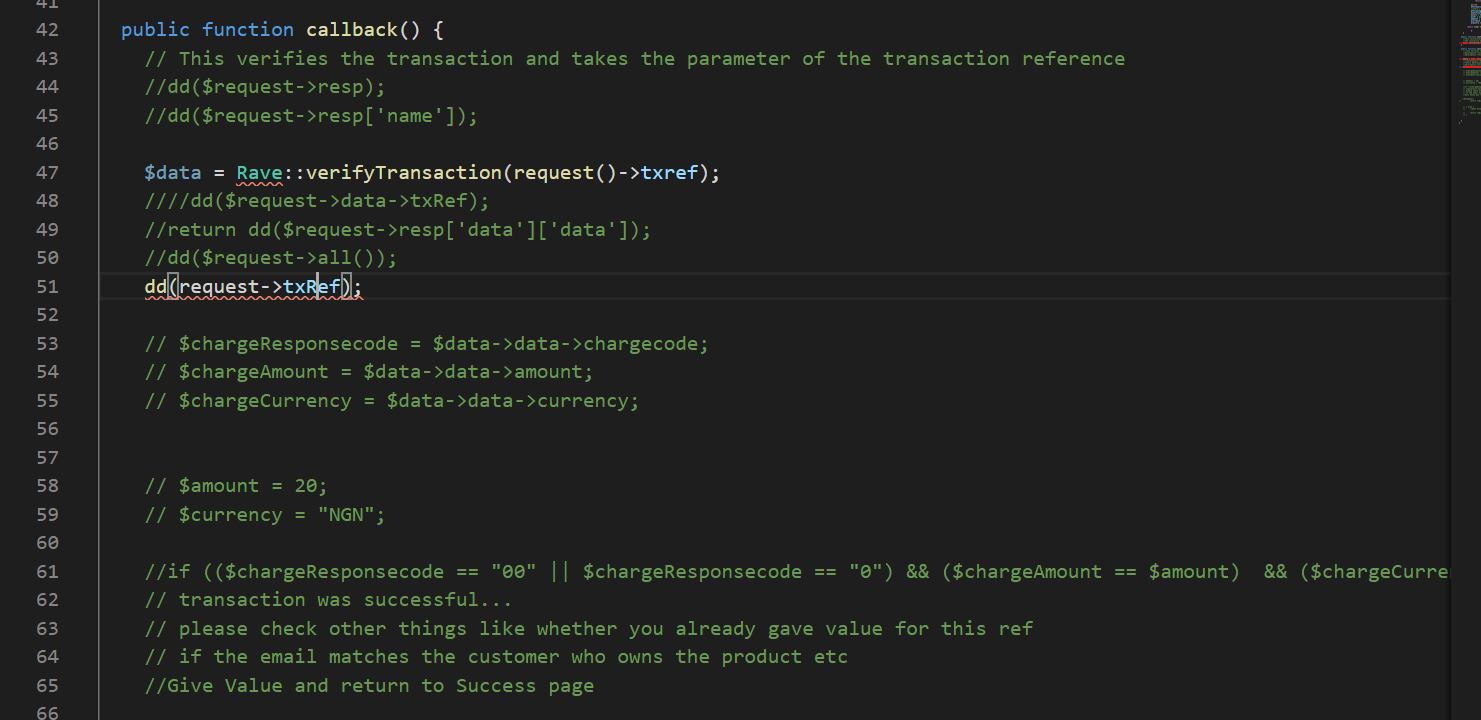 41
42 public function callback() {
43 // This verifies the transaction and takes the parameter of the transaction reference
44 //dd($request->resp);
45 //dd($request->resp['name']);
46
47 $data = Rave::verifyTransaction(request()->txref);
48 ////dd($request->data->txRef);
49 //return dd($request->resp['data']['data']);
50 //dd($request->all());
51 dd(request->txRef);
52
53 // $chargeResponsecode = $data->data->chargecode;
54 // $chargeAmount = $data->data->amount;
55 // $chargeCurrency = $data->data->currency;
56
57
58 // $amount = 20;
59 // $currency = "NGN";
60
61 //if (($chargeResponsecode == "00" || $chargeResponsecode == "0") && ($chargeAmount == $amount)  && ($chargeCurre
62 // transaction was successful...
63 // please check other things like whether you already gave value for this ref
64 // if the email matches the customer who owns the product etc
65 //Give Value and return to Success page
66